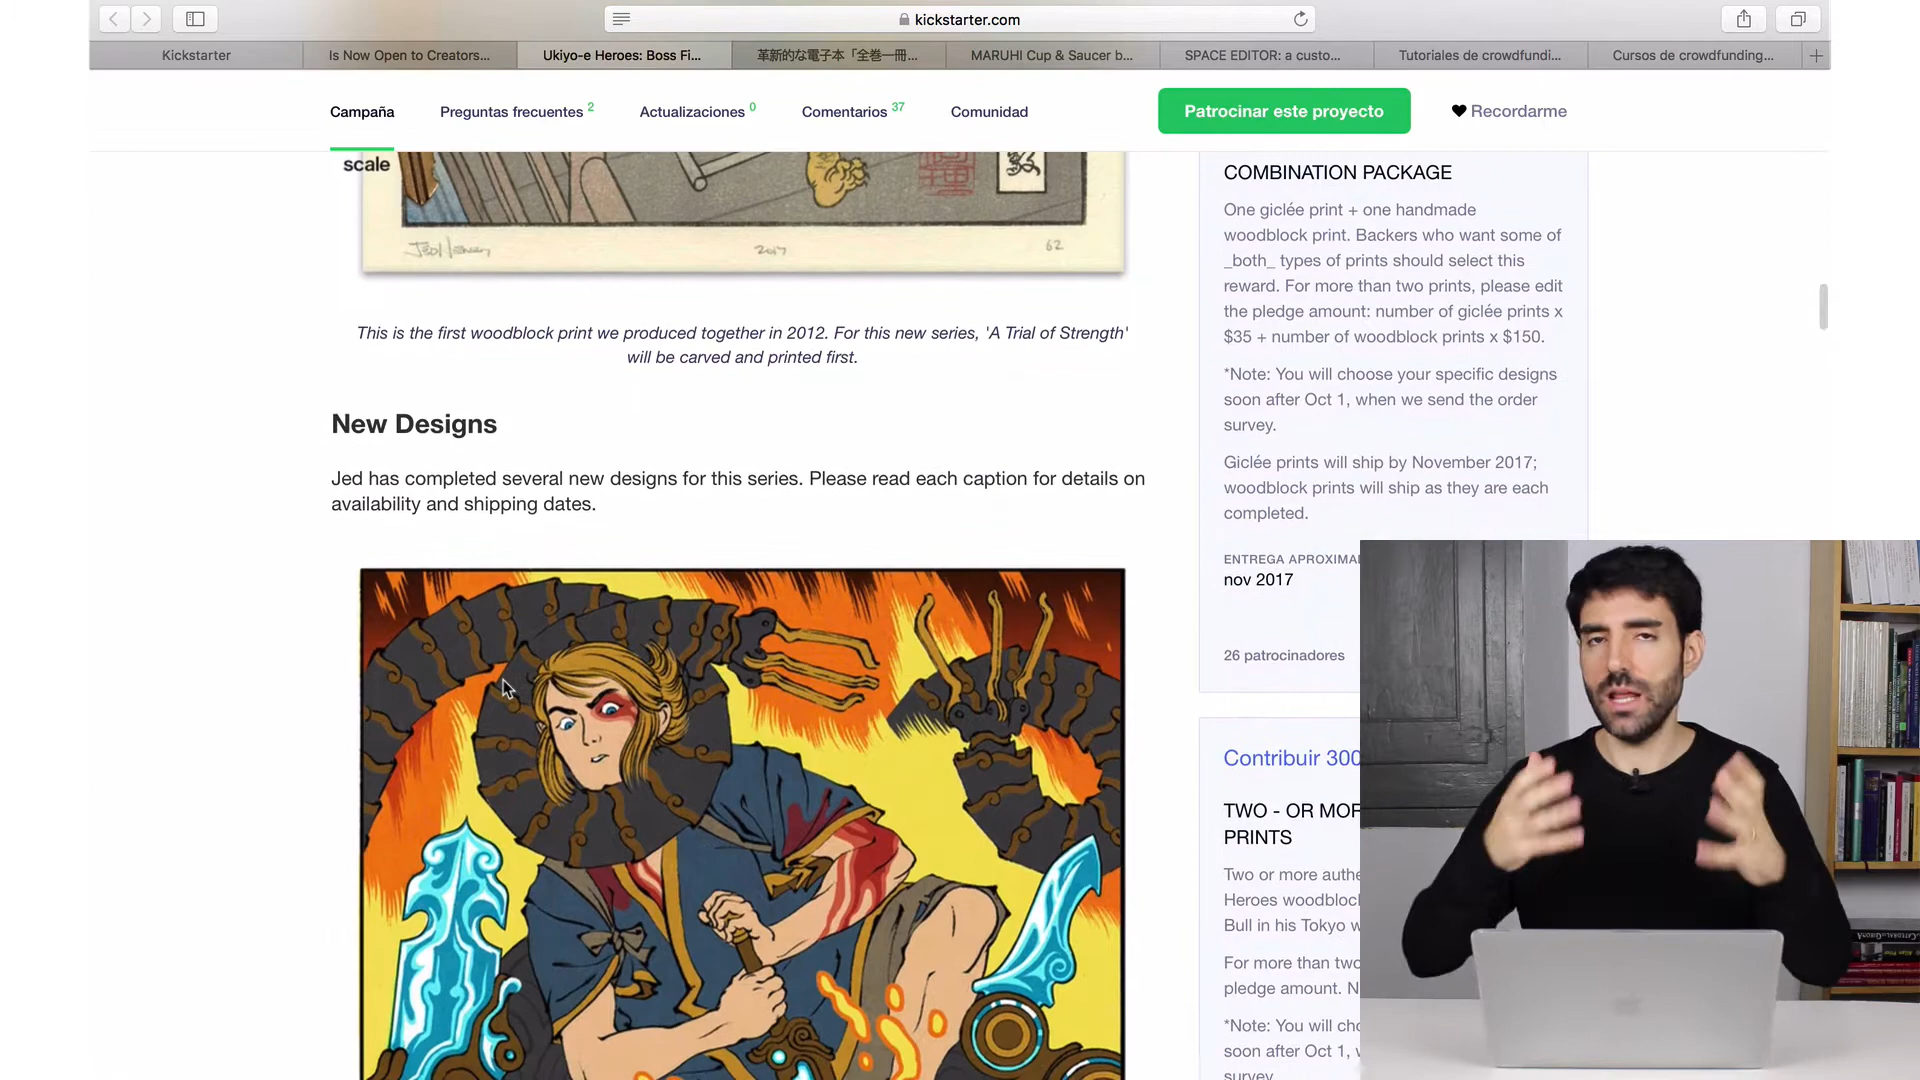 kickstarter.com
Kickstarter
Is Now Open to Creators...
Ukiyo-e Heroes: Boss Fi...
革新的な電子本「全巻一冊...
MARUHI Cup & Saucer b...
SPACE EDITOR: a custo...
Tutoriales de crowdfundi...
Cursos de crowdfunding...
Campaña
Preguntas frecuentes 2
Actualizaciones 0
Comentarios 37
Comunidad
Patrocinar este proyecto
Recordarme
scale
2017
62
This is the first woodblock print we produced together in 2012. For this new series, 'A Trial of Strength'
will be carved and printed first.
New Designs
Jed has completed several new designs for this series. Please read each caption for details on
availability and shipping dates.
COMBINATION PACKAGE
One giclée print + one handmade
woodblock print. Backers who want some of
_both_ types of prints should select this
reward. For more than two prints, please edit
the pledge amount: number of giclée prints x
$35 + number of woodblock prints x $150.
*Note: You will choose your specific designs
soon after Oct 1, when we send the order
survey.
Giclée prints will ship by November 2017;
woodblock prints will ship as they are each
completed.
ENTREGA APROXIMA
nov 2017
26 patrocinadores
Contribuir 300
TWO - OR MOR
PRINTS
Two or more authe
Heroes woodbloc
Bull in his Tokyo w
For more than two
pledge amount. N
*Note: You will cho
soon after Oct 1, w
survey